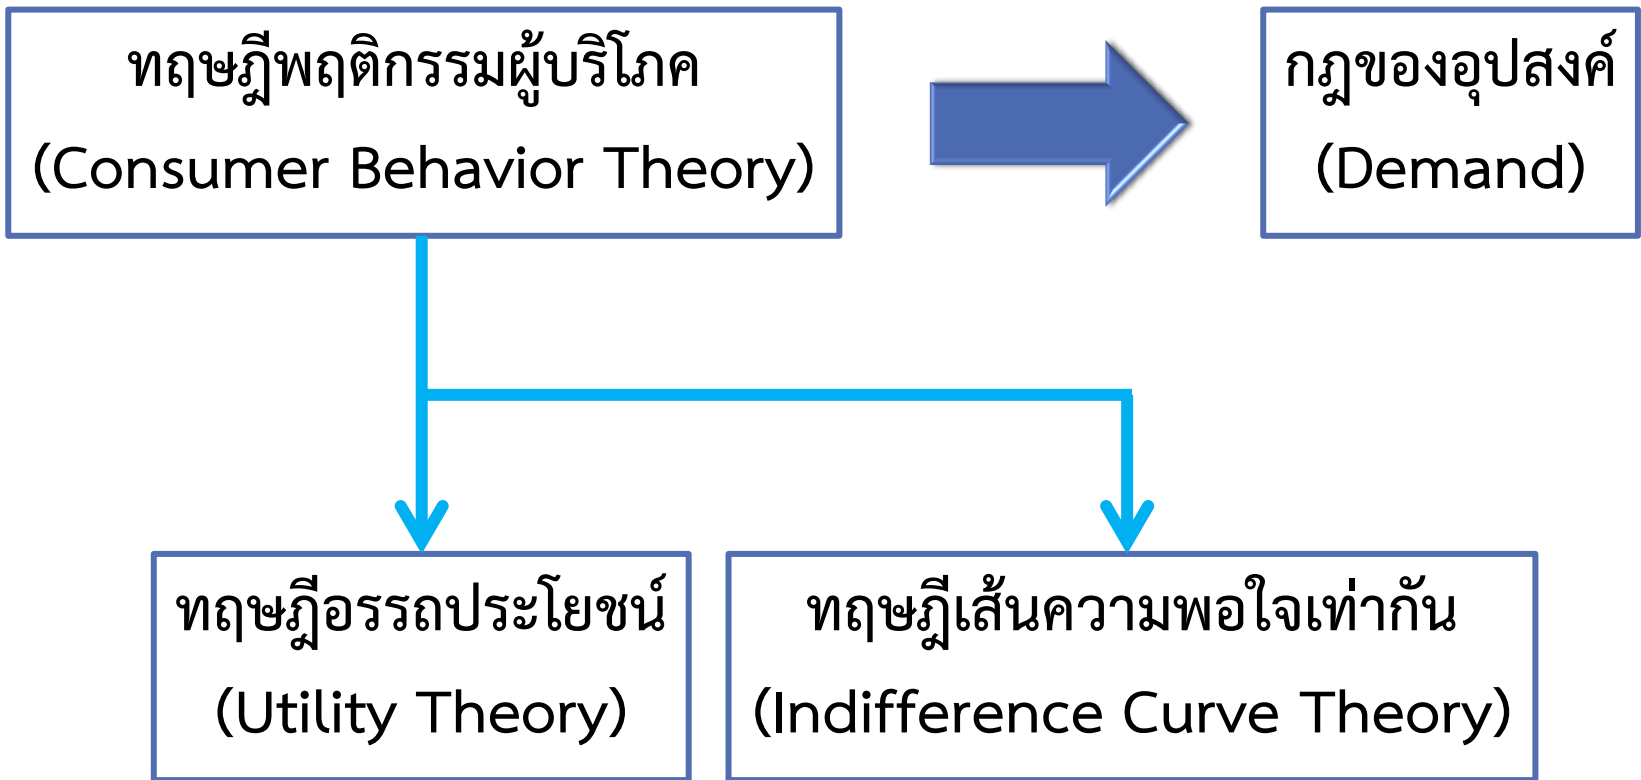 ทฤษฎีพฤติกรรมผู้บริโภค
(Consumer Behavior Theory)
กฎของอุปสงค์
(Demand)
ทฤษฎีอรรถประโยชน์
(Utility Theory)
ทฤษฎีเส้นความพอใจเท่ากัน
(Indifference Curve Theory)